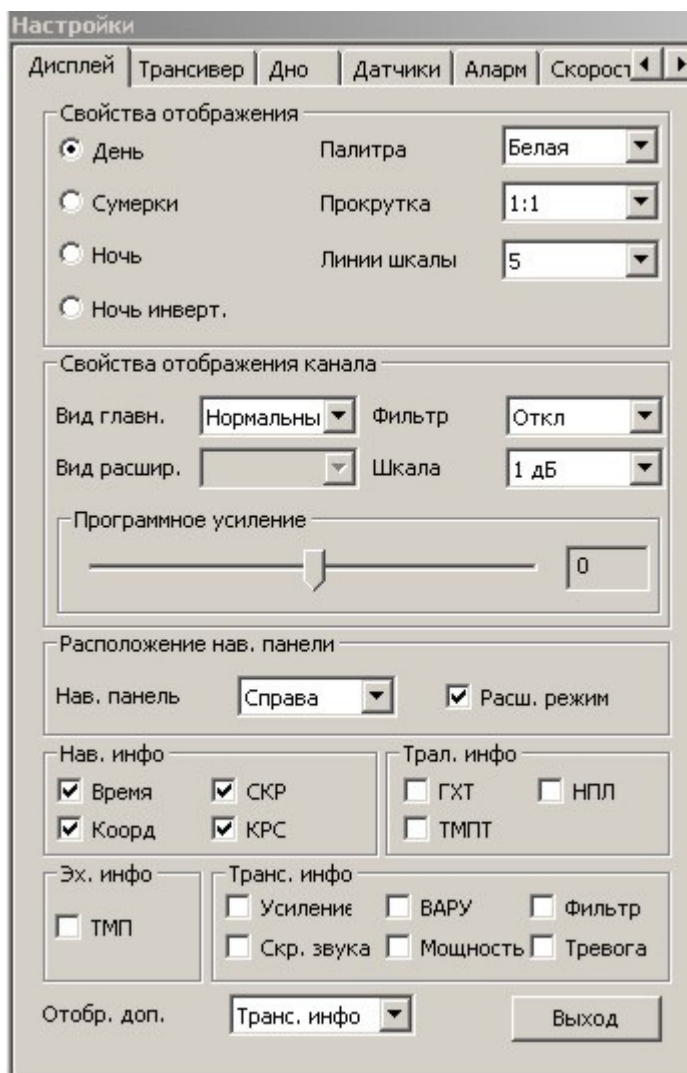 Настройки
Дисплей Трансивер Дно Датчики Аларм Скорост
Свойства отображения
День Палитра Белая
Сумерки Прокрутка 1:1
Ночь Линии шкалы 5
Ночь инверт.
Свойства отображения канала
Вид главн. Нормальны Фильтр Откл
Вид расшир. Шкала 1 дБ
Программное усиление
0
Расположение нав. панели
Нав. панель Справа Расш. режим
Нав. инфо Трал. инфо
Время СКР ГХТ НПЛ
Коорд КРС ТМПТ
Эх. инфо Транс. инфо
Усиление ВАРУ Фильтр
ТМП
Скр. звука Мощность Тревога
Отобр. доп. Транс. инфо Выход